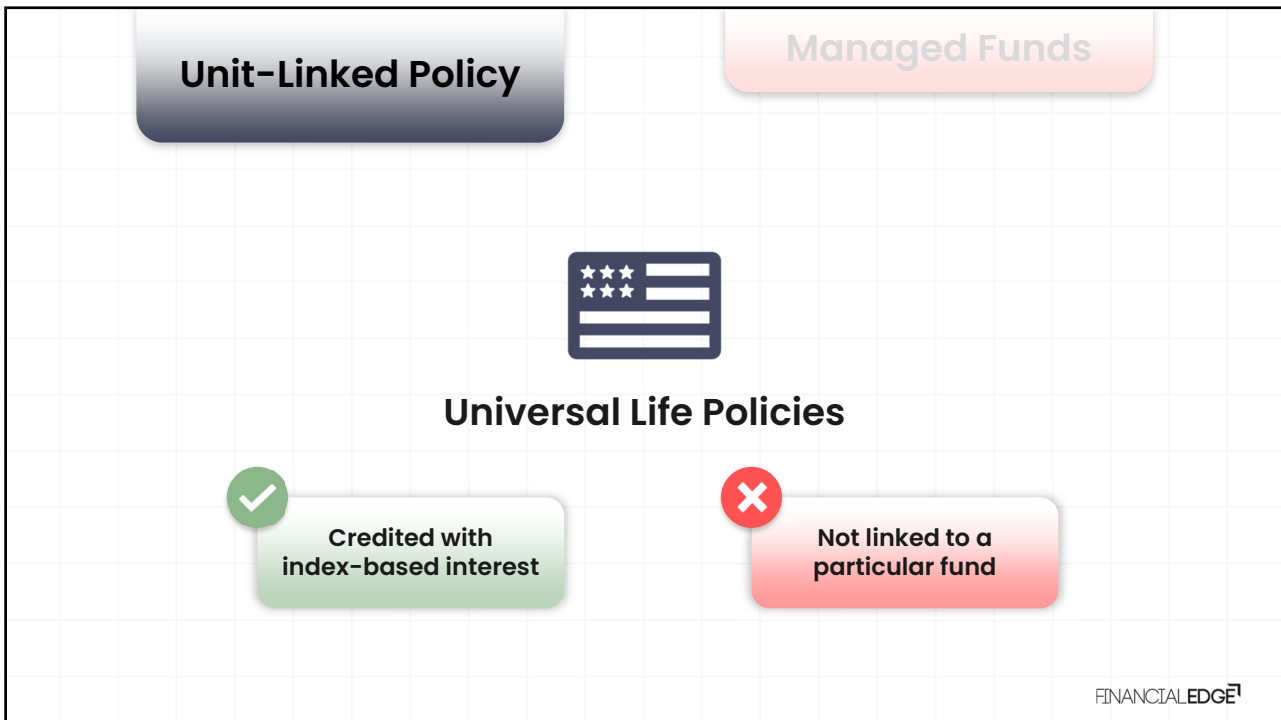 Unit-Linked Policy
Managed Funds
Universal Life Policies
Credited with
index-based interest
Not linked to a
particular fund
FINANCIALEDGE